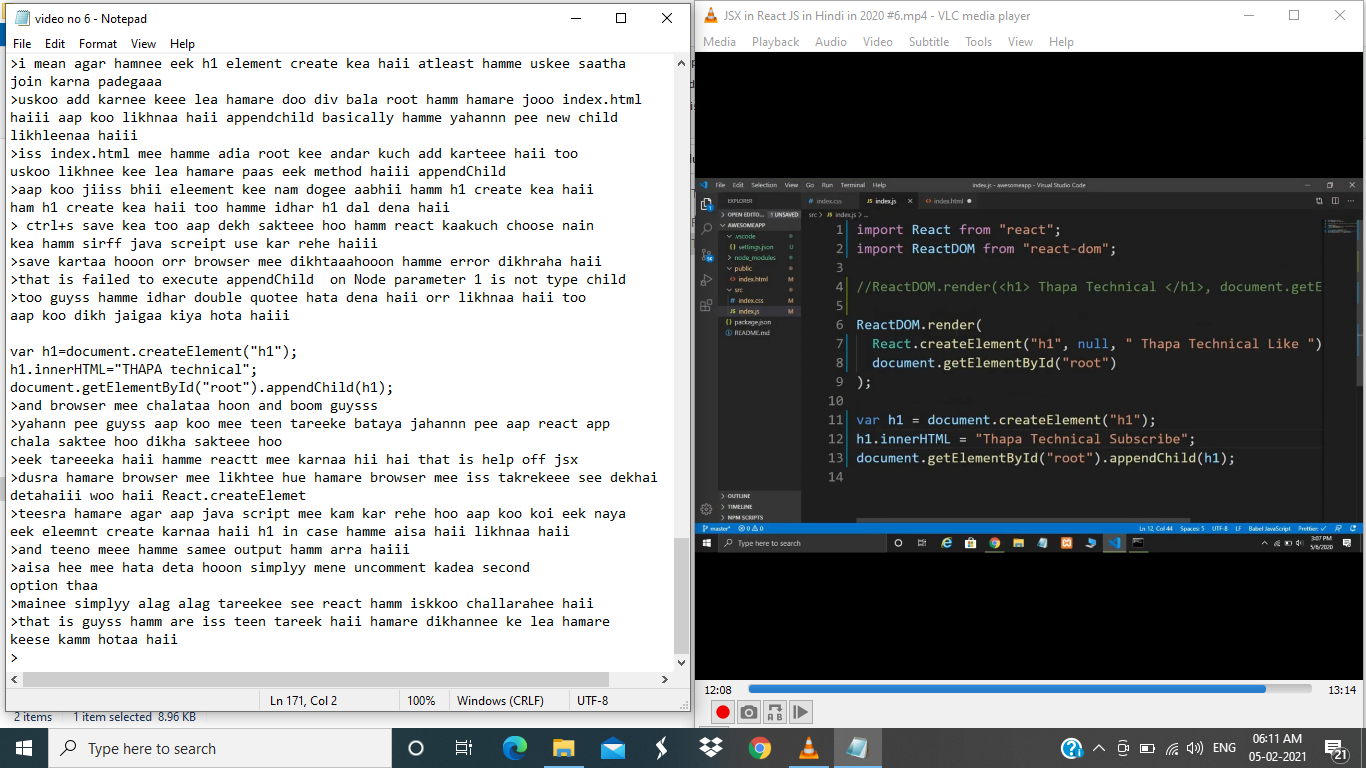 video no 6 - Notepad
File Edit Format View Help
>i mean agar hamnee eek h1 element create kea haii atleast hamme uskee saatha
join karna padegaaa
>uskoo add karnee keee lea hamare doo div bala root hamm hamare jooo index.html
haiii aap koo likhnaa haii appendchild basically hamme yahannn pee new child
likhleenaa haiii
>iss index.html mee hamme adia root kee andar kuch add karteee haii too
uskoo likhnee kee lea hamare paas eek method haiii appendChild
>aap koo jiiss bhii eleement kee nam dogee aabhii hamm h1 create kea haii
ham h1 create kea haii too hamme idhar h1 dal dena haii
> ctrl+s save kea too aap dekh sakteee hoo hamm react kaakuch choose nain
kea hamm sirff java screipt use kar rehe haiii
>save kartaa hooon orr browser mee dikhtaaahooon hamme error dikhraha haii
>that is failed to execute appendChild  on Node parameter 1 is not type child
>too guyss hamme idhar double quotee hata dena haii orr likhnaa haii too
aap koo dikh jaigaa kiya hota haiii
var h1=document.createElement("h1");
h1.innerHTML="THAPA technical";
document.getElementById("root").appendChild(h1);
>and browser mee chalataa hoon and boom guysss
>yahann pee guyss aap koo mee teen tareeke bataya jahannn pee aap react app
chala saktee hoo dikha sakteee hoo
>eek tareeeka haii hamme reactt mee karnaa hii hai that is help off jsx
>dusra hamare browser mee likhtee hue hamare browser mee iss takrekeee see dekhai
detahaiii woo haii React.createElemet
>teesra hamare agar aap java script mee kam kar rehe hoo aap koo koi eek naya
eek eleemnt create karnaa haii h1 in case hamme aisa haii likhnaa haii
>and teeno meee hamme samee output hamm arra haiii
>aisa hee mee hata deta hooon simplyy mene uncomment kadea second
option thaa
>mainee simplyy alag alag tareekee see react hamm iskkoo challarahee haii
>that is guyss hamm are iss teen tareek haii hamare dikhannee ke lea hamare
keese kamm hotaa haii
>
Ln 171, Col 2 100% Windows (CRLF) UTF-8
2 items 1 item selected 8.96 KB
JSX in React JS in Hindi in 2020 #6.mp4 - VLC media player
Media Playback Audio Video Subtitle Tools View Help
File Edit Selection View Go Run Terminal Help index.js - awesomeapp - Visual Studio Code
EXPLORER
OPEN EDITO... 1 UNSAVED
AWESOMEAPP
.vscode
settings.json U
node_modules
public
index.html M
src
index.css M
index.js M
package.json M
README.md
OUTLINE
TIMELINE
NPM SCRIPTS
index.css index.js index.html
src > index.js > ...
1 import React from "react";
2 import ReactDOM from "react-dom";
3
4 //ReactDOM.render(<h1> Thapa Technical </h1>, document.getE
5
6 ReactDOM.render(
7 React.createElement("h1", null, " Thapa Technical Like ")
8 document.getElementById("root")
9 );
10
11 var h1 = document.createElement("h1");
12 h1.innerHTML = "Thapa Technical Subscribe";
13 document.getElementById("root").appendChild(h1);
14
master* 0 0 Ln 12, Col 44 Spaces: 5 UTF-8 LF Babel JavaScript Prettier: ✓
Type here to search 3:07 PM
5/6/2020
12:08 13:14
Type here to search ENG 06:11 AM
05-02-2021 21